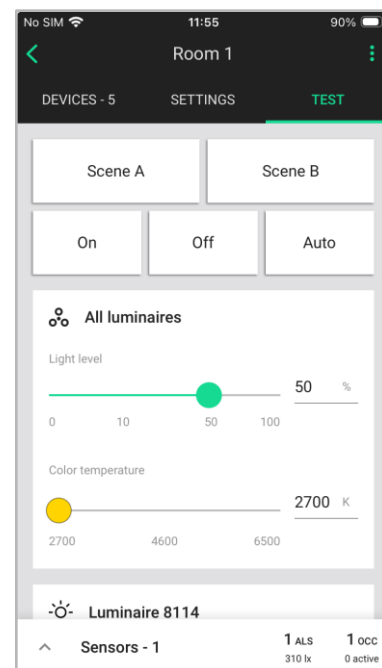 No SIM 11:55 90%
Room 1
DEVICES - 5 SETTINGS TEST
Scene A Scene B
On Off Auto
All luminaires
Light level
50 %
0 10 50 100
Color temperature
2700 K
2700 4600 6500
Luminaire 8114
Sensors - 1 1 ALS 1 OCC
310 lx 0 active